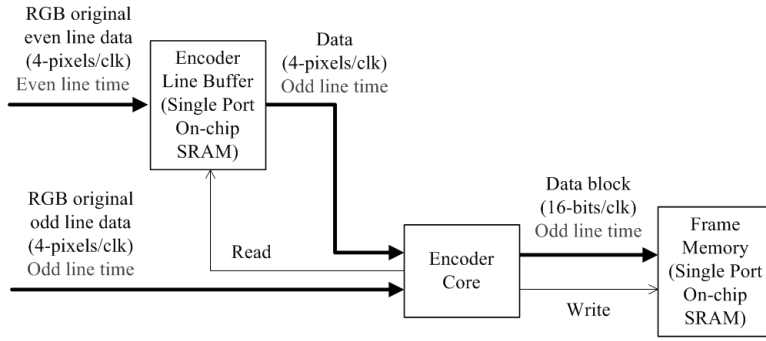 RGB original
even line data
(4-pixels/clk)
Even line time
Encoder
Line Buffer
(Single Port
On-chip
SRAM)
Data
(4-pixels/clk)
Odd line time
RGB original
odd line data
(4-pixels/clk)
Odd line time
Read
Encoder
Core
Data block
(16-bits/clk)
Odd line time
Write
Frame
Memory
(Single Port
On-chip
SRAM)